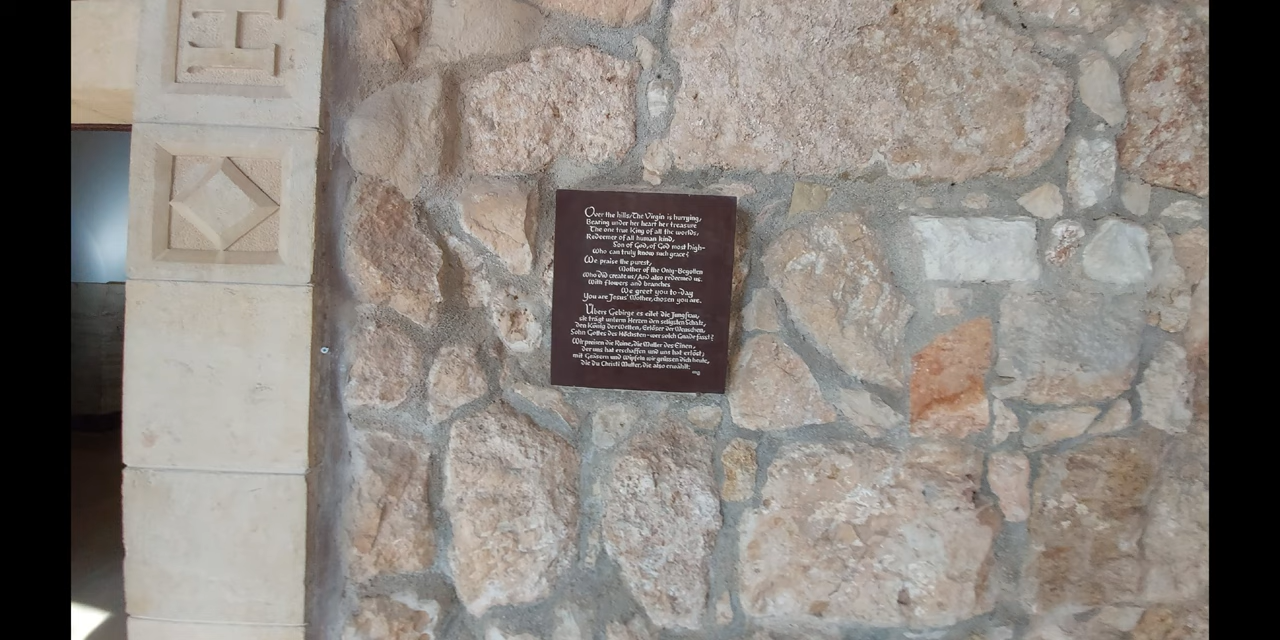 Over the hills/The Virgin is hurrying,
Bearing under her heart her treasure
The one true King of all the worlds,
Redeemer of all human kind,
Son of God, of God most high-
Who can truly know such grace?
We praise the purest,
Mother of the Only-Begotten
Who did create us/And also redeemed us.
With flowers and branches
We greet you to-day
You are Jesus' Mother, chosen you are.
Übers Gebirge es eilet die Jungfrau,
sie trägt unterm Herzen den seligsten Schatz,
den König der Welten, Erlöser der Menschen,
Sohn Gottes des Höchsten - wer solch Gnade fasst?
Wir preisen die Reine, die Mutter des Einen,
der uns hat erschaffen und uns hat erlöst;
mit Gräsern und Wipfeln wir grüssen dich heute,
die du Christi Mutter, die also erwählt.